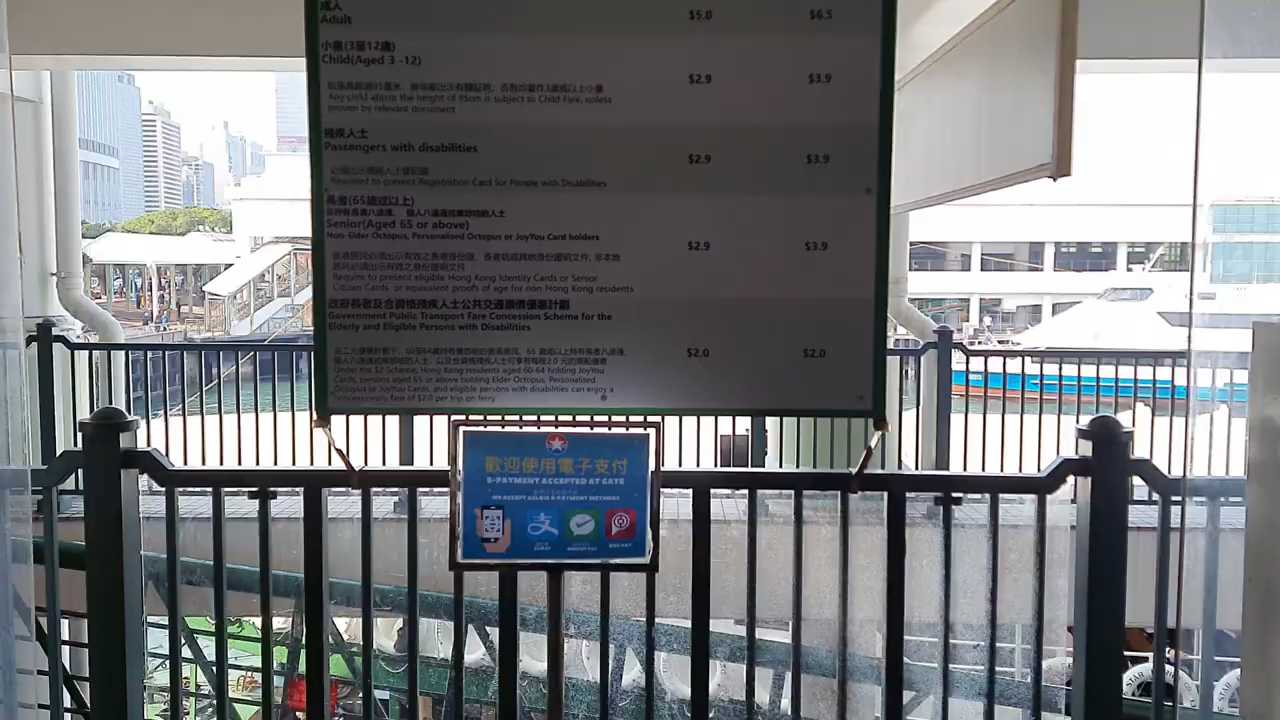 成人
Adult
$5.0
$6.5
小童(3至12歲)
Child(Aged 3 -12)
$2.9
$3.9
Any child above the height of 95cm is subject to Child Fare, unless
proven by relevant document
殘疾人士
Passengers with disabilities
$2.9
$3.9
Required to present Registration Card for People with Disabilities
長者(65歲或以上)
Senior(Aged 65 or above)
Non-Elder Octopus, Personalised Octopus or JoyYou Card holders
$2.9
$3.9
Require to present eligible Hong Kong Identity Cards or Senior
Citizen Cards, or equivalent proofs of age for non Hong Kong residents
政府長者及合資格殘疾人士公共交通票價優惠計劃
Government Public Transport Fare Concession Scheme for the
Elderly and Eligible Persons with Disabilities
$2.0
$2.0
Under the $2 Scheme, Hong Kong residents aged 60-64 holding JoyYou
Cards, persons aged 65 or above holding Elder Octopus, Personalised
Octopus or JoyYou Cards, and eligible persons with disabilities can enjoy a
concessionary fare of $2.0 per trip on ferry
歡迎使用電子支付
E-PAYMENT ACCEPTED AT GATE
WE ACCEPT BELOW E-PAYMENT METHODS
支
STAR